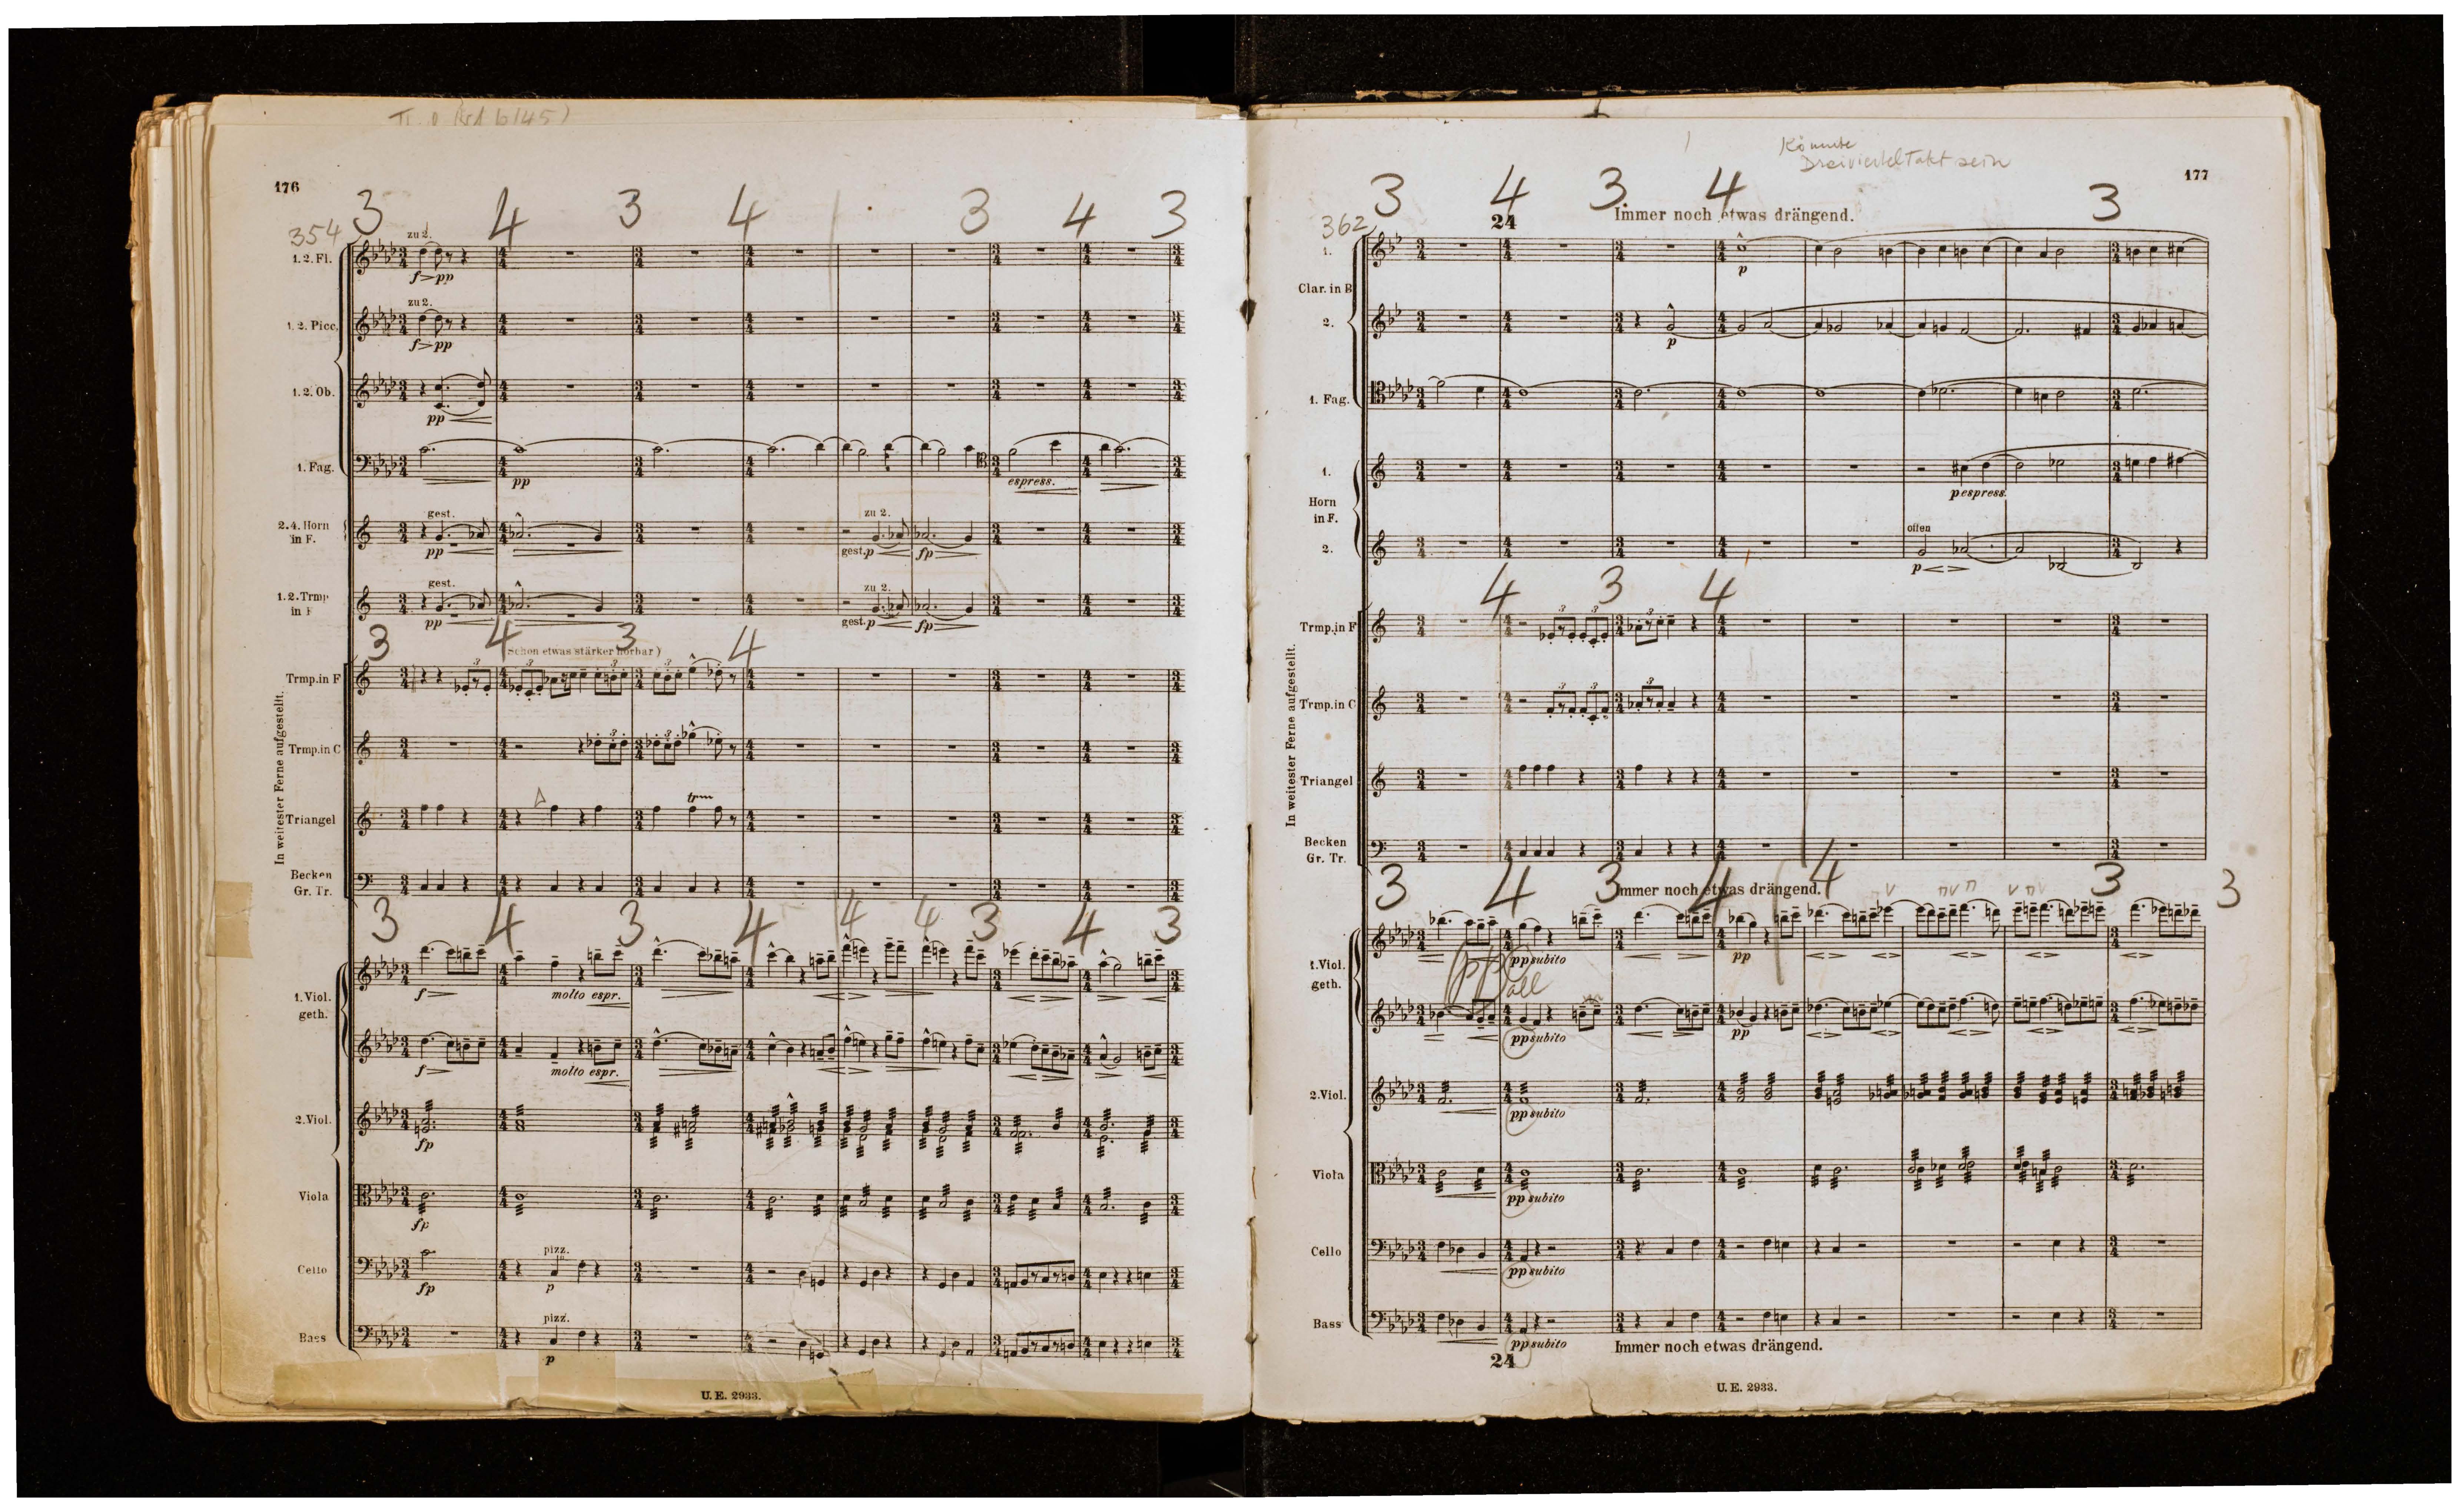 176
3 4 3 4 3 4 3
354
zu 2.
1. 2. Fl.
f > pp
zu 2.
1. 2. Picc.
f > pp
1. 2. Ob.
pp
1. Fag.
pp
espress.
gest.
zu 2.
2. 4. Horn
in F.
pp
gest. p
fp
gest.
zu 2.
1. 2. Trmp
in F
pp
gest. p
fp
3 4 3 4
Schon etwas stärker hörbar)
In weitester Ferne aufgestellt.
Trmp. in F
Trmp. in C
Triangel
Becken
Gr. Tr.
3 4 3 4 4 4 3 4 3
1. Viol.
geth.
f
molto espr.
f
molto espr.
2. Viol.
fp
Viola
fp
pizz.
Cello
fp
p
pizz.
Bass
p
U. E. 2933.
Könnte
Dreivierteltakt sein
177
3 4 3 4 3
362
24
Immer noch etwas drängend.
1.
p
Clar. in B
2.
p
1. Fag.
1.
p espress.
Horn
in F.
offen
2.
p
4 3 4
In weitester Ferne aufgestellt.
Trmp. in F
Trmp. in C
Triangel
Becken
Gr. Tr.
3 4 3 4 4 3 3
Immer noch etwas drängend.
1. Viol.
geth.
pp subito
pp
pp
all
pp subito
pp
2. Viol.
pp subito
Viola
pp subito
Cello
pp subito
Bass
pp subito
Immer noch etwas drängend.
24
U. E. 2933.